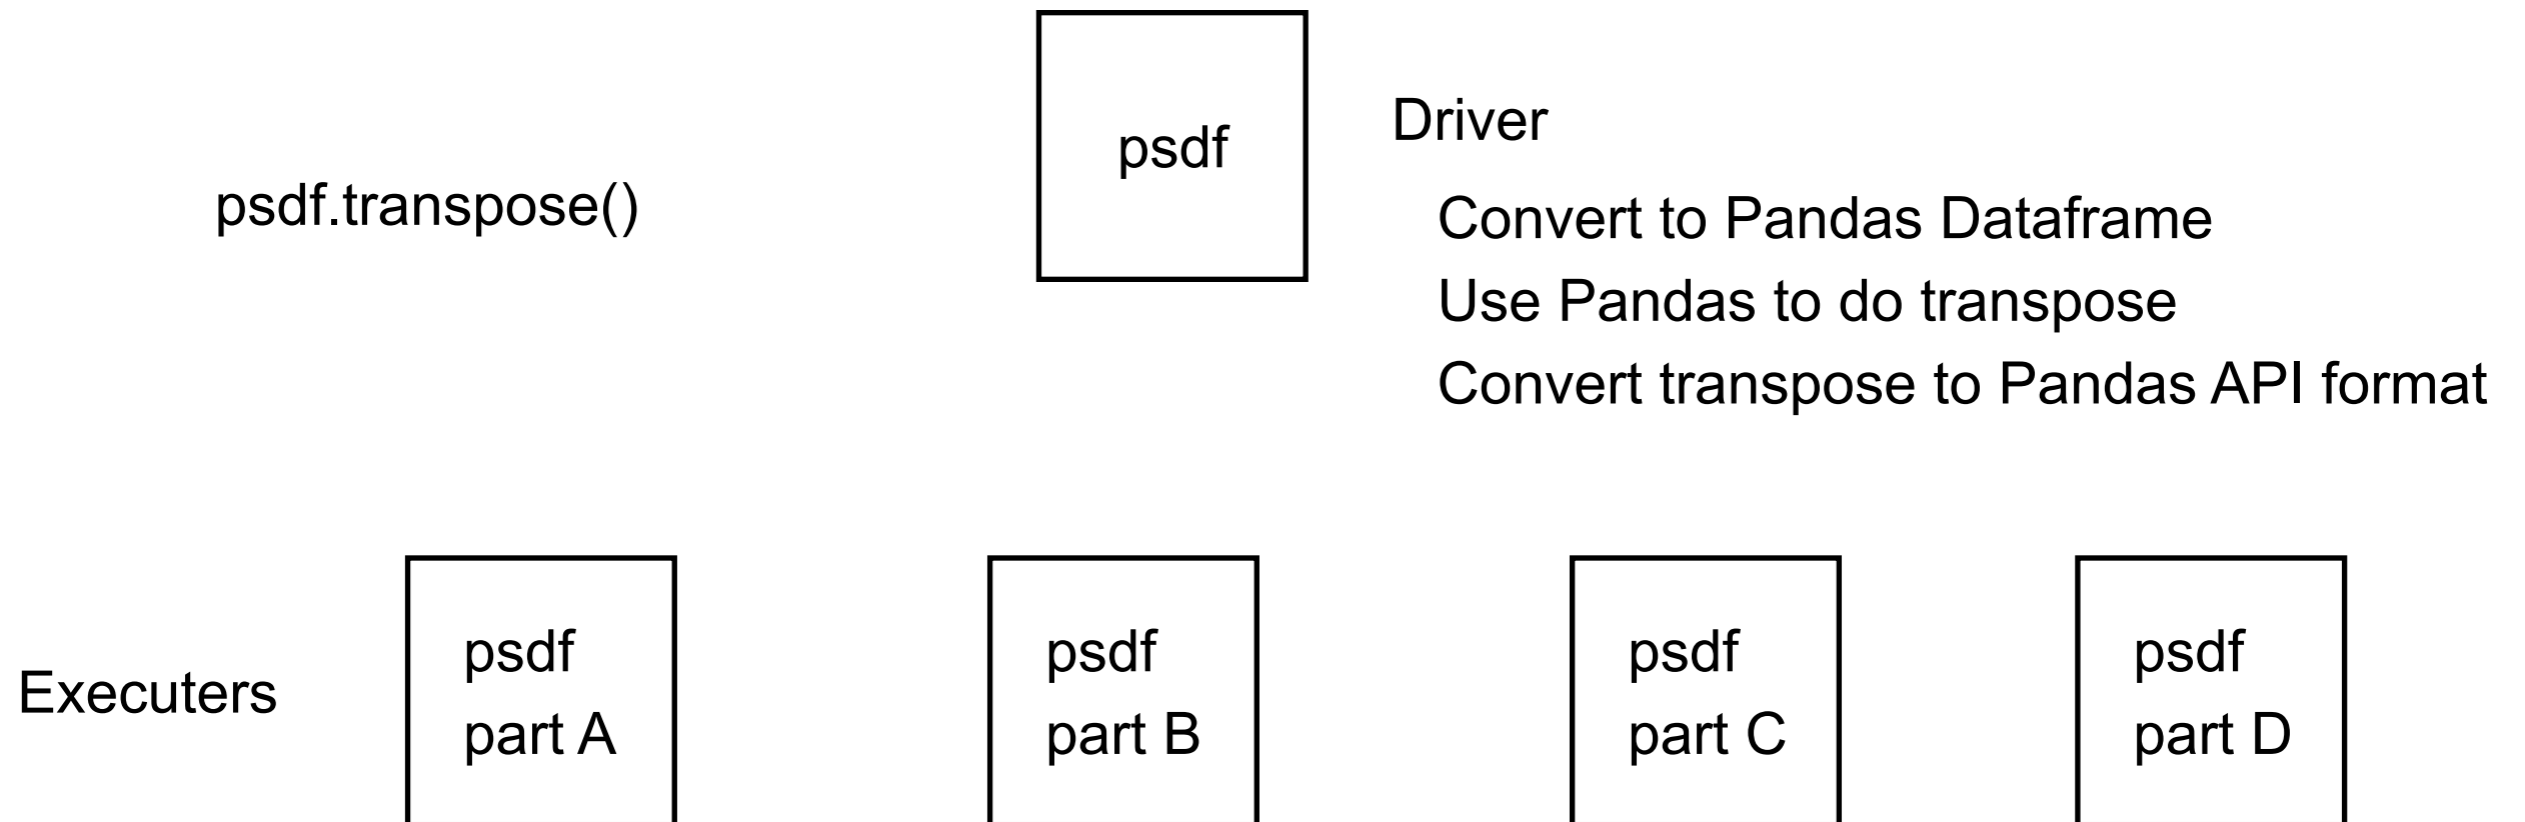 psdf
Driver
psdf.transpose()
Convert to Pandas Dataframe
Use Pandas to do transpose
Convert transpose to Pandas API format
Executers
psdf
part A
psdf
part B
psdf
part C
psdf
part D